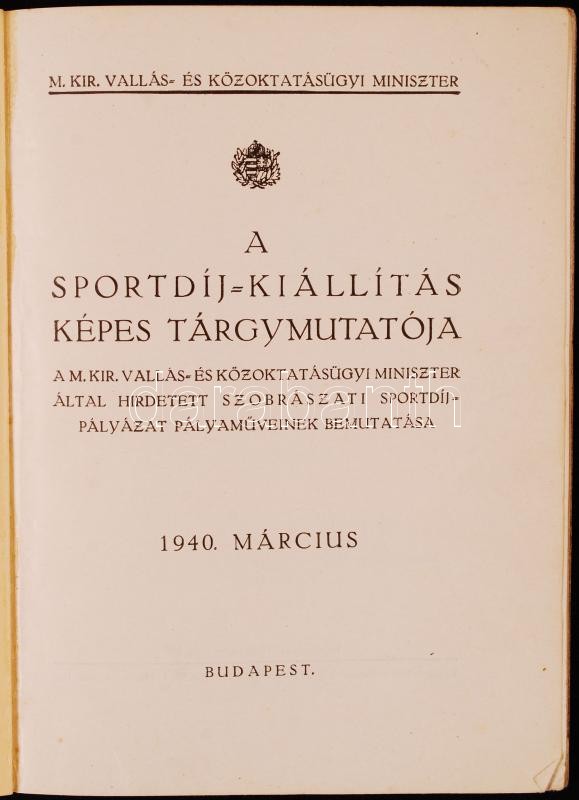 M. KIR. VALLÁS- ÉS KÖZOKTATÁSÜGYI MINISZTER
A
SPORTDÍJ-KIÁLLÍTÁS
KÉPES TÁRGYMUTATÓJA
A M. KIR. VALLÁS- ÉS KÖZOKTATÁSÜGYI MINISZTER
ÁLTAL HIRDETETT SZOBRÁSZATI SPORTDÍJ-
PÁLYÁZAT PÁLYAMŰVEINEK BEMUTATÁSA
darabanth
1940. MÁRCIUS
BUDAPEST.